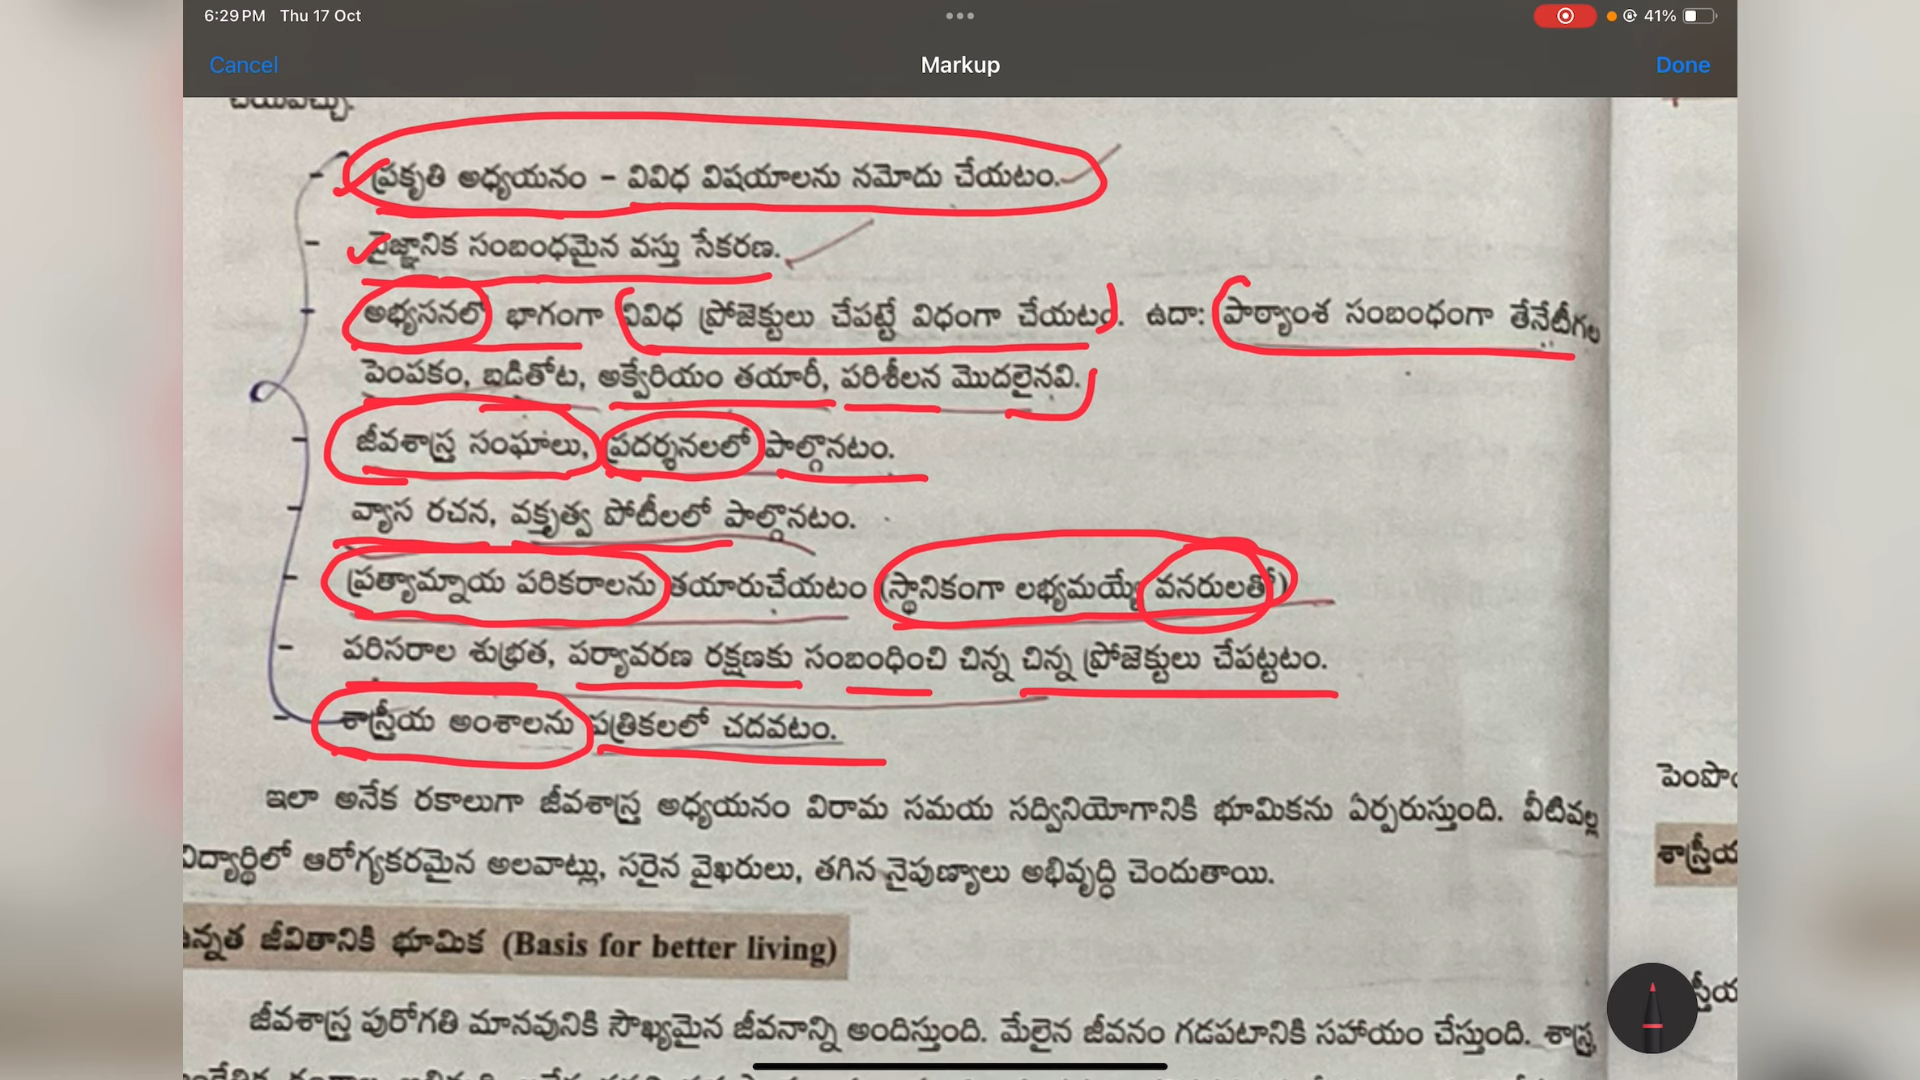 6:29 PM Thu 17 Oct
41%
Cancel
Markup
Done
చేయవచ్చు.
- ప్రకృతి అధ్యయనం - వివిధ విషయాలను నమోదు చేయటం.
- వైజ్ఞానిక సంబంధమైన వస్తు సేకరణ.
- అభ్యసనలో భాగంగా వివిధ ప్రోజెక్టులు చేపట్టే విధంగా చేయటం. ఉదా: పాఠ్యాంశ సంబంధంగా తేనేటీగల
పెంపకం, బడితోట, అక్వేరియం తయారీ, పరిశీలన మొదలైనవి.
- జీవశాస్త్ర సంఘాలు, ప్రదర్శనలలో పాల్గొనటం.
- వ్యాస రచన, వక్తృత్వ పోటీలలో పాల్గొనటం.
- ప్రత్యామ్నాయ పరికరాలను తయారుచేయటం (స్థానికంగా లభ్యమయ్యే వనరులతో)
- పరిసరాల శుభ్రత, పర్యావరణ రక్షణకు సంబంధించి చిన్న చిన్న ప్రోజెక్టులు చేపట్టటం.
- శాస్త్రీయ అంశాలను పత్రికలలో చదవటం.
ఇలా అనేక రకాలుగా జీవశాస్త్ర అధ్యయనం విరామ సమయ సద్వినియోగానికి భూమికను ఏర్పరుస్తుంది. వీటివల్ల
విద్యార్థిలో ఆరోగ్యకరమైన అలవాట్లు, సరైన వైఖరులు, తగిన నైపుణ్యాలు అభివృద్ధి చెందుతాయి.
ఉన్నత జీవితానికి భూమిక (Basis for better living)
జీవశాస్త్ర పురోగతి మానవునికి సౌఖ్యమైన జీవనాన్ని అందిస్తుంది. మేలైన జీవనం గడపటానికి సహాయం చేస్తుంది. శాస్త్ర
శాస్త్రీయ